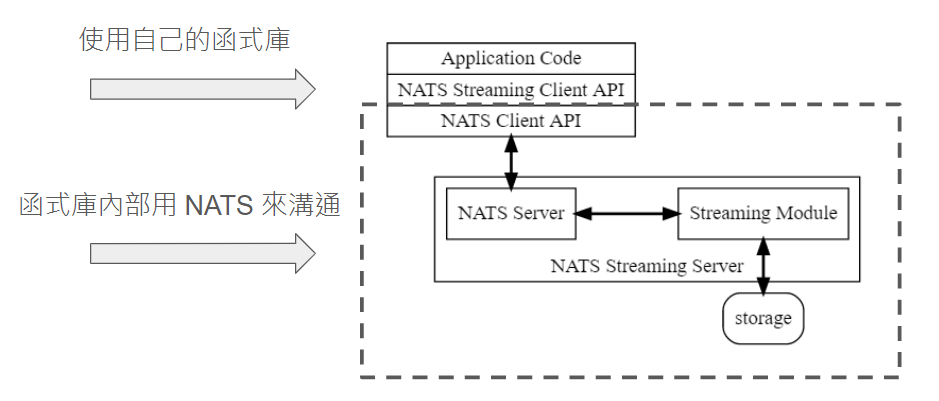 使用自己的函式庫
Application Code
NATS Streaming Client API
NATS Client API
函式庫內部用 NATS 來溝通
NATS Server
Streaming Module
NATS Streaming Server
storage